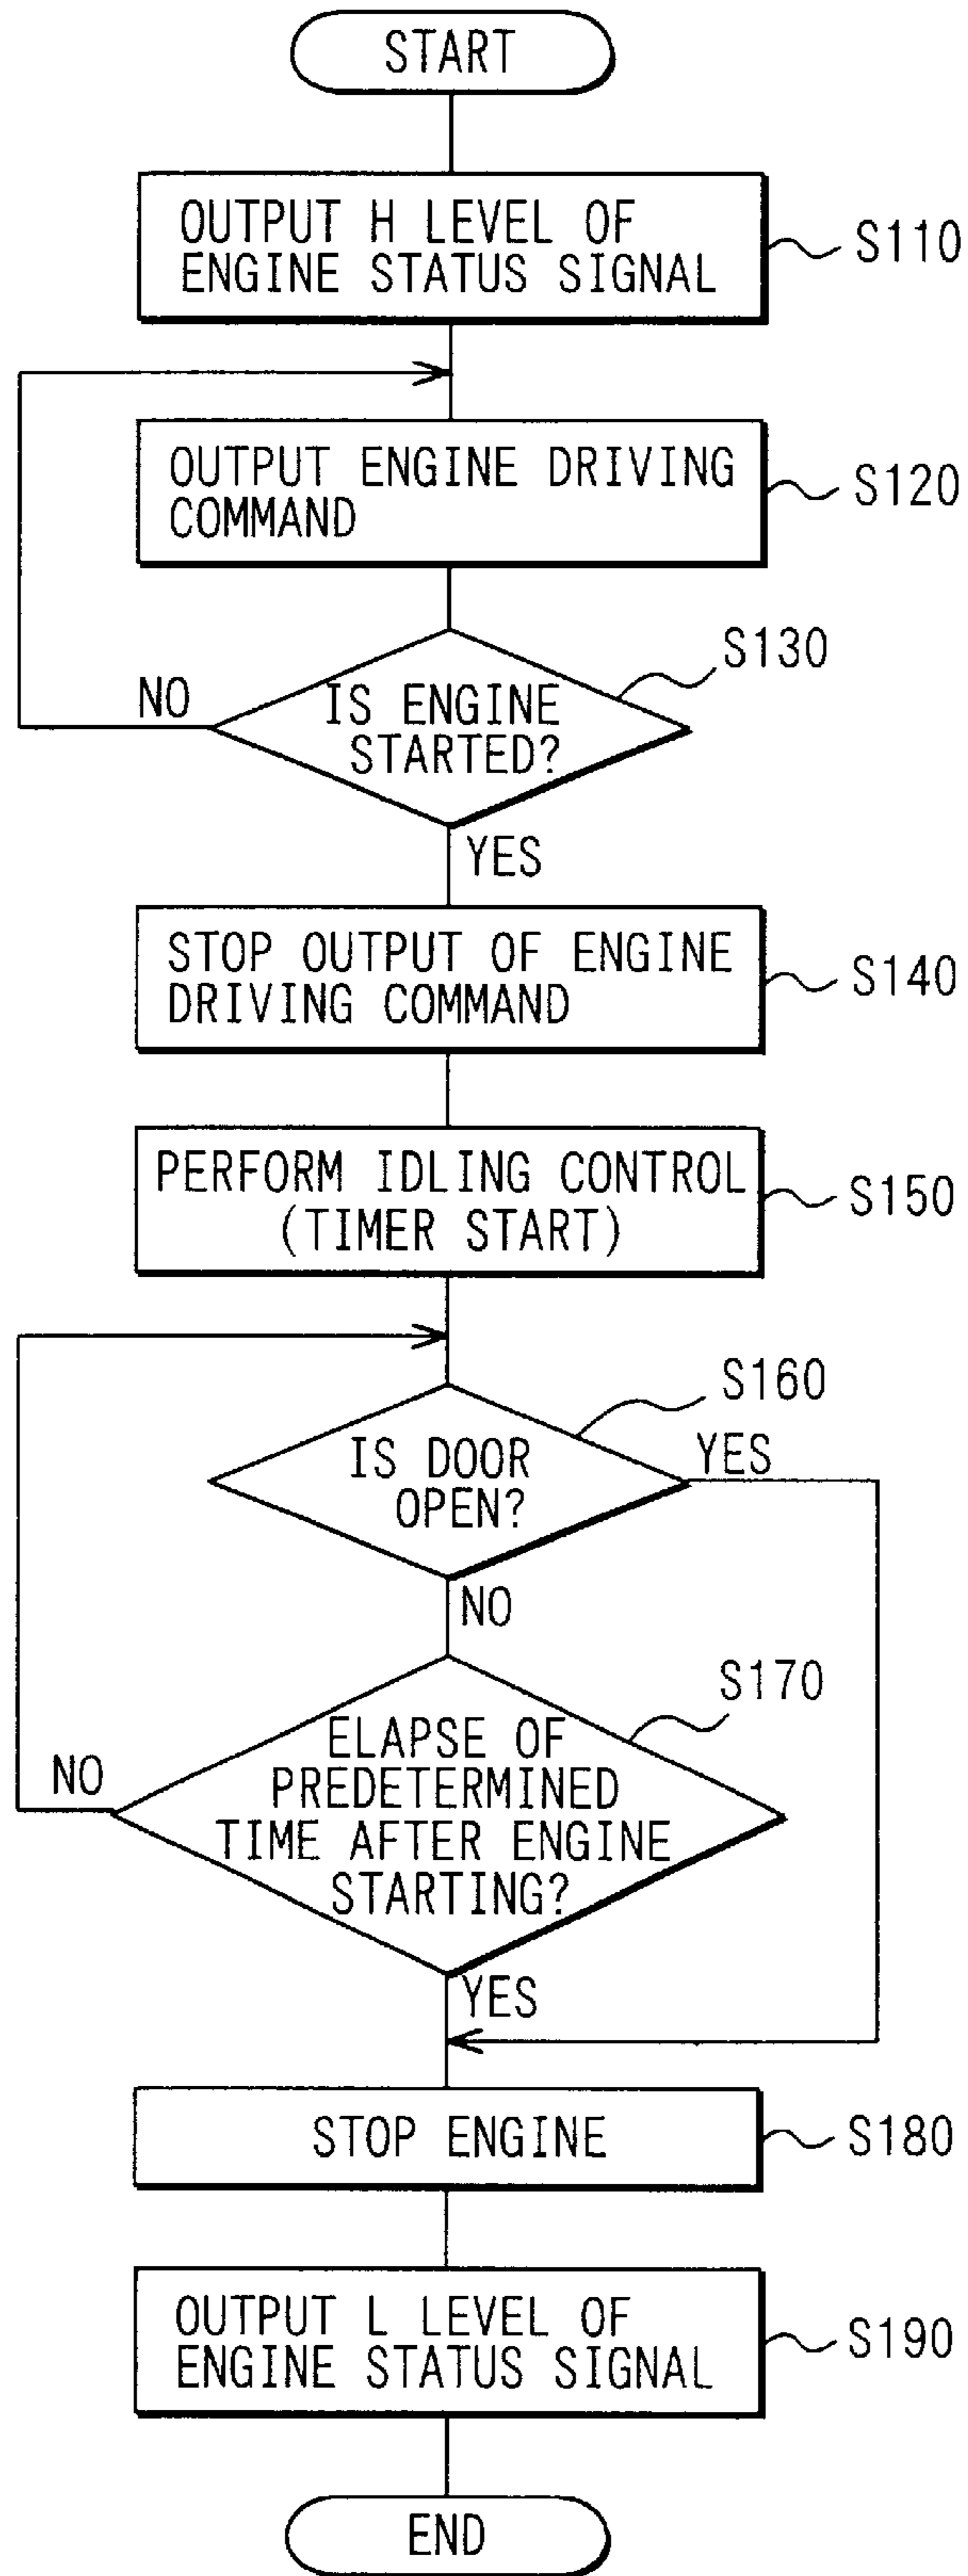 START
OUTPUT H LEVEL OF
ENGINE STATUS SIGNAL
S110
OUTPUT ENGINE DRIVING
COMMAND
S120
S130
NO
IS ENGINE
STARTED?
YES
STOP OUTPUT OF ENGINE
DRIVING COMMAND
S140
PERFORM IDLING CONTROL
(TIMER START)
S150
S160
IS DOOR
OPEN?
YES
NO
S170
ELAPSE OF
PREDETERMINED
TIME AFTER ENGINE
STARTING?
NO
YES
STOP ENGINE
S180
OUTPUT L LEVEL OF
ENGINE STATUS SIGNAL
S190
END